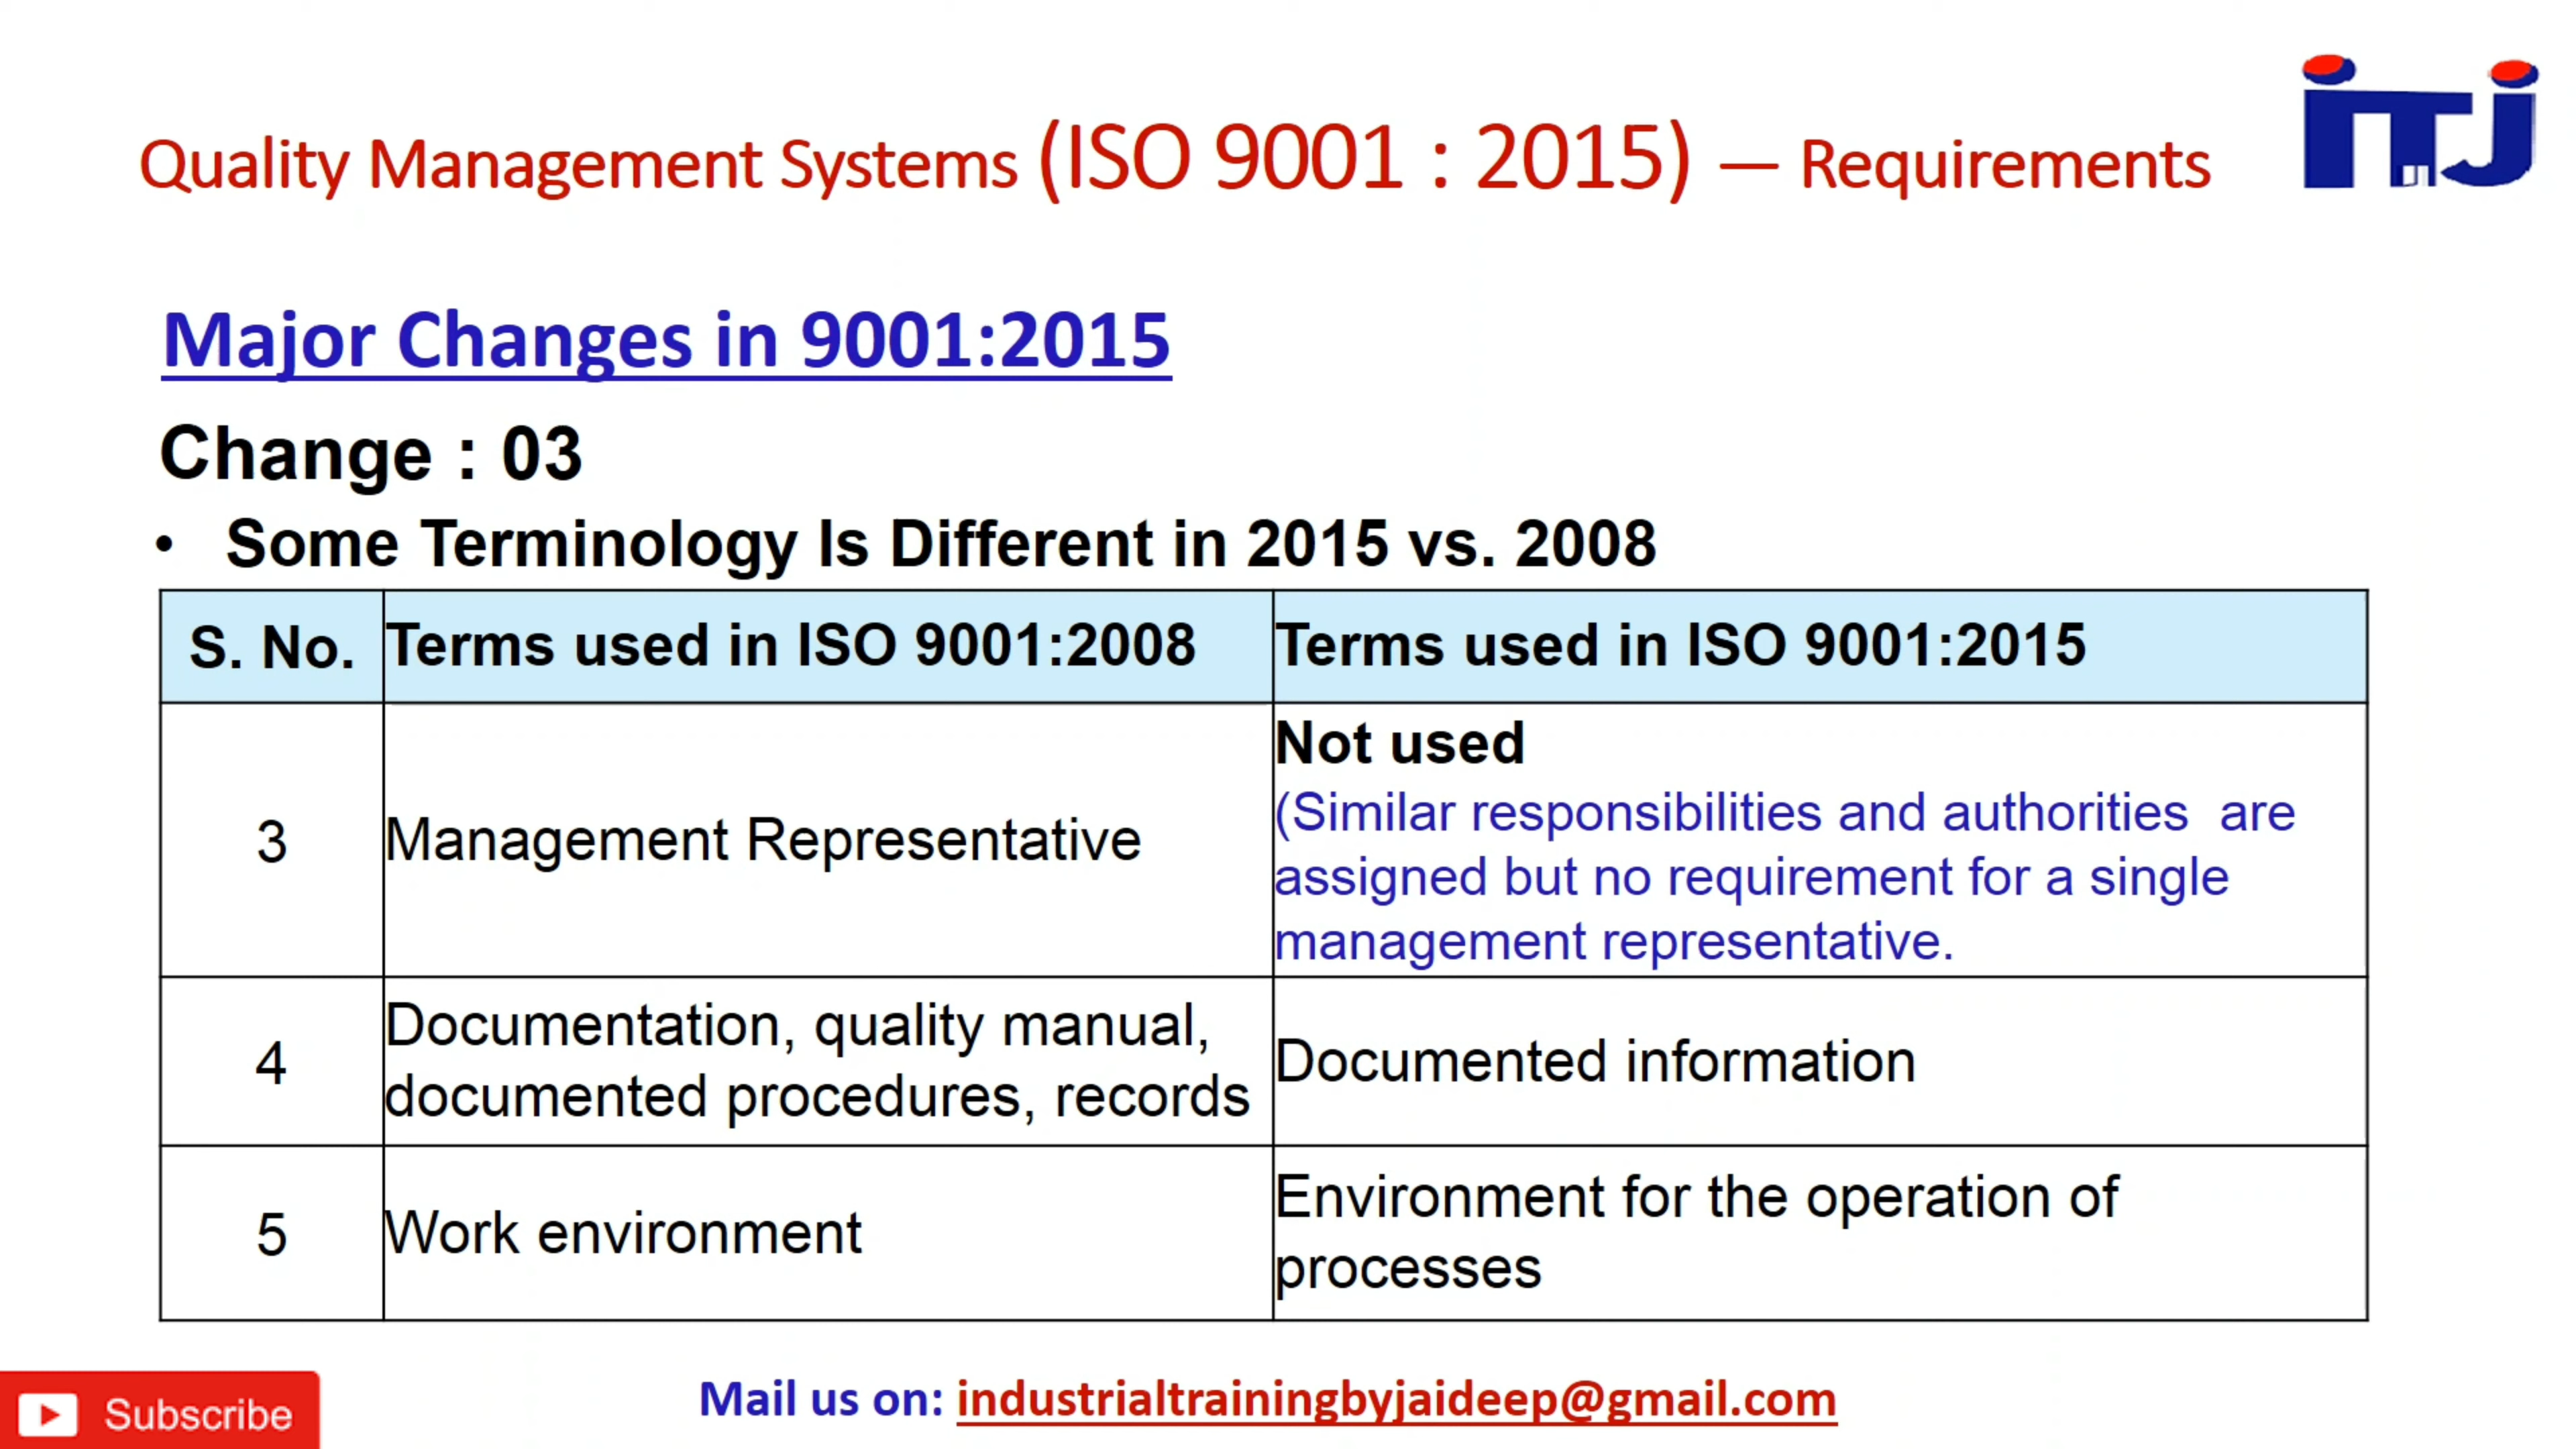 Quality Management Systems (ISO 9001 : 2015) — Requirements
ITJ
Major Changes in 9001:2015
Change : 03
• Some Terminology Is Different in 2015 vs. 2008
S. No. Terms used in ISO 9001:2008 Terms used in ISO 9001:2015
3 Management Representative Not used
(Similar responsibilities and authorities are
assigned but no requirement for a single
management representative.
4 Documentation, quality manual,
documented procedures, records
Documented information
5 Work environment
Environment for the operation of
processes
Subscribe
Mail us on: industrialtrainingbyjaideep@gmail.com